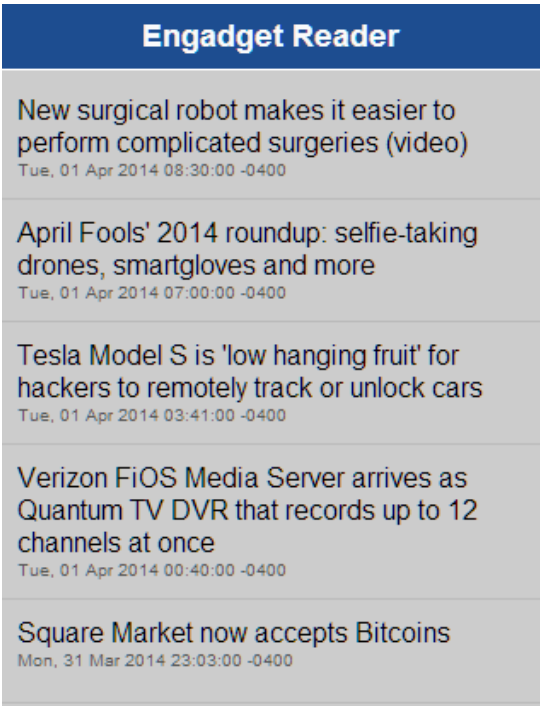 Engadget Reader
New surgical robot makes it easier to
perform complicated surgeries (video)
Tue, 01 Apr 2014 08:30:00 -0400
April Fools' 2014 roundup: selfie-taking
drones, smartgloves and more
Tue, 01 Apr 2014 07:00:00 -0400
Tesla Model S is 'low hanging fruit' for
hackers to remotely track or unlock cars
Tue, 01 Apr 2014 03:41:00 -0400
Verizon FiOS Media Server arrives as
Quantum TV DVR that records up to 12
channels at once
Tue, 01 Apr 2014 00:40:00 -0400
Square Market now accepts Bitcoins
Mon, 31 Mar 2014 23:03:00 -0400